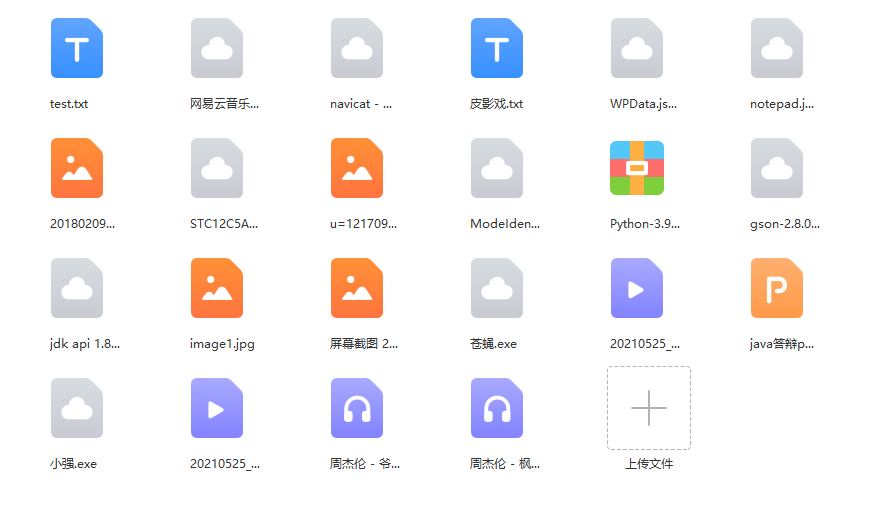 test.txt
网易云音乐...
navicat - ...
皮影戏.txt
WPData.js...
notepad.j...
20180209...
STC12C5A...
u=121709...
ModeIden...
Python-3.9...
gson-2.8.0...
jdk api 1.8...
image1.jpg
屏幕截图 2...
苍蝇.exe
20210525_...
java答辩p...
小强.exe
20210525_...
周杰伦 - 爷...
周杰伦 - 枫...
上传文件